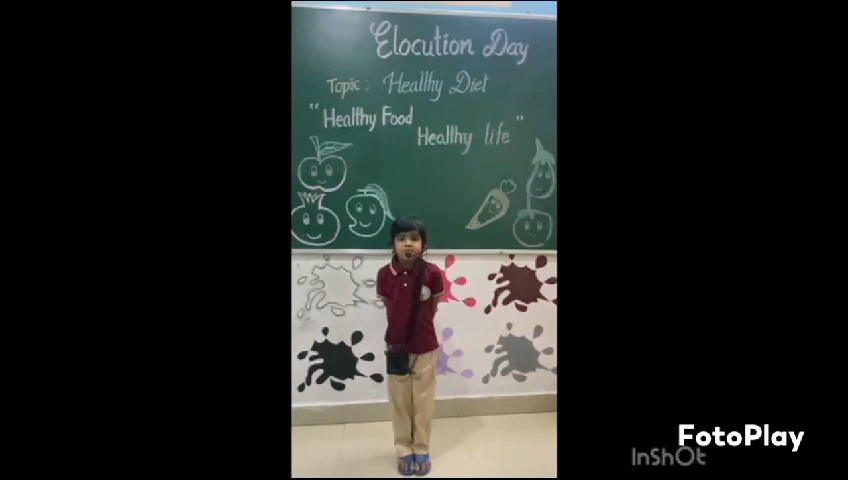 Elocution Day
Topic: Healthy Diet
"Healthy Food
Healthy life"
FotoPlay
InShOt